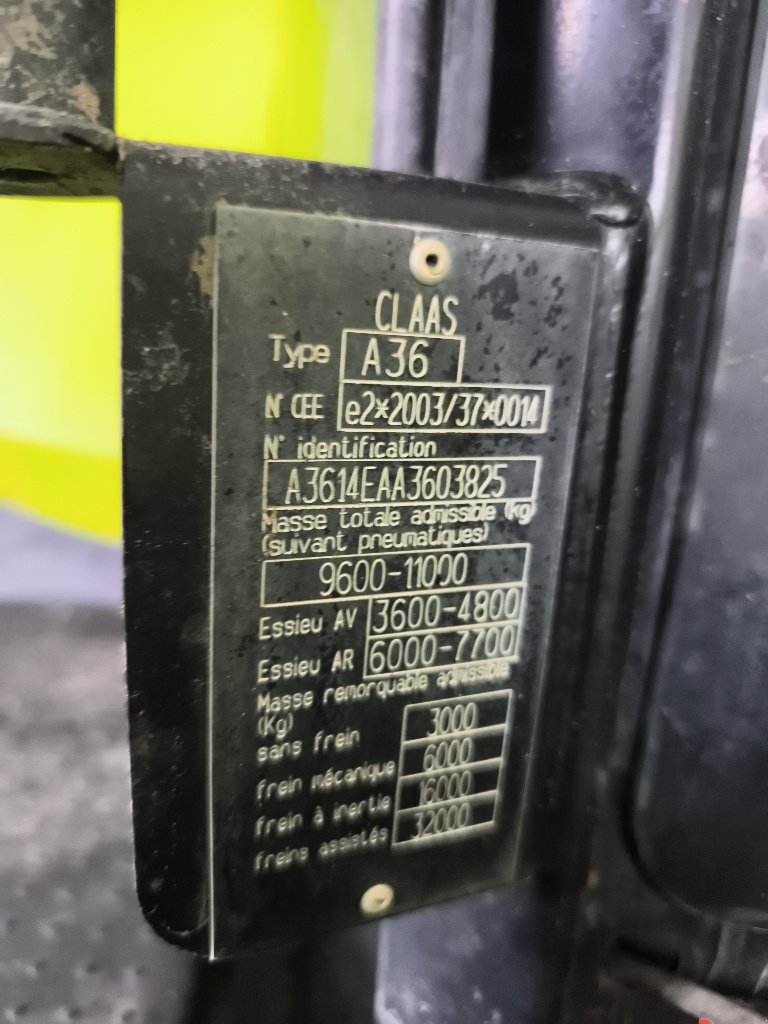 CLAAS
Type A36
N° CEE e2*2003/37*0014
N° identification
A3614EAA3603825
Masse totale admissible (kg)
(suivant pneumatiques)
9600-11000
Essieu AV 3600-4800
Essieu AR 6000-7700
Masse remorquable admissible
(Kg)
sans frein 3000
frein mécanique 6000
frein à inertie 16000
freins assistés 32000